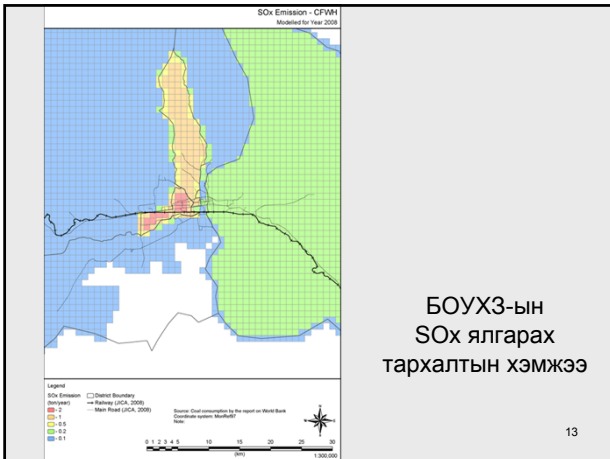 SOx Emission - CFWH
Modelled for Year 2008
БОУХЗ-ын
SOx ялгарах
тархалтын хэмжээ
Legend
SOx Emission
(ton/year)
- 2
- 1
- 0.5
- 0.2
- 0.1
District Boundary
Railway (JICA, 2008)
Main Road (JICA, 2008)
Source: Coal consumption by the report on World Bank
Coordinate system: MonRef97
Note:
0 1 2 3 4 5 10 15 20 25 30
(km)
1:300,000
13